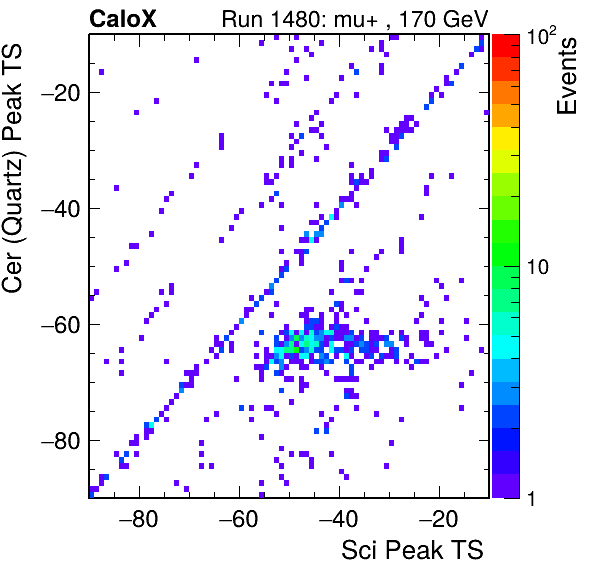 CaloX Run 1480: mu+ , 170 GeV
Cer (Quartz) Peak TS
−20
−40
−60
−80
−80 −60 −40 −20
Sci Peak TS
10²
10
1
Events